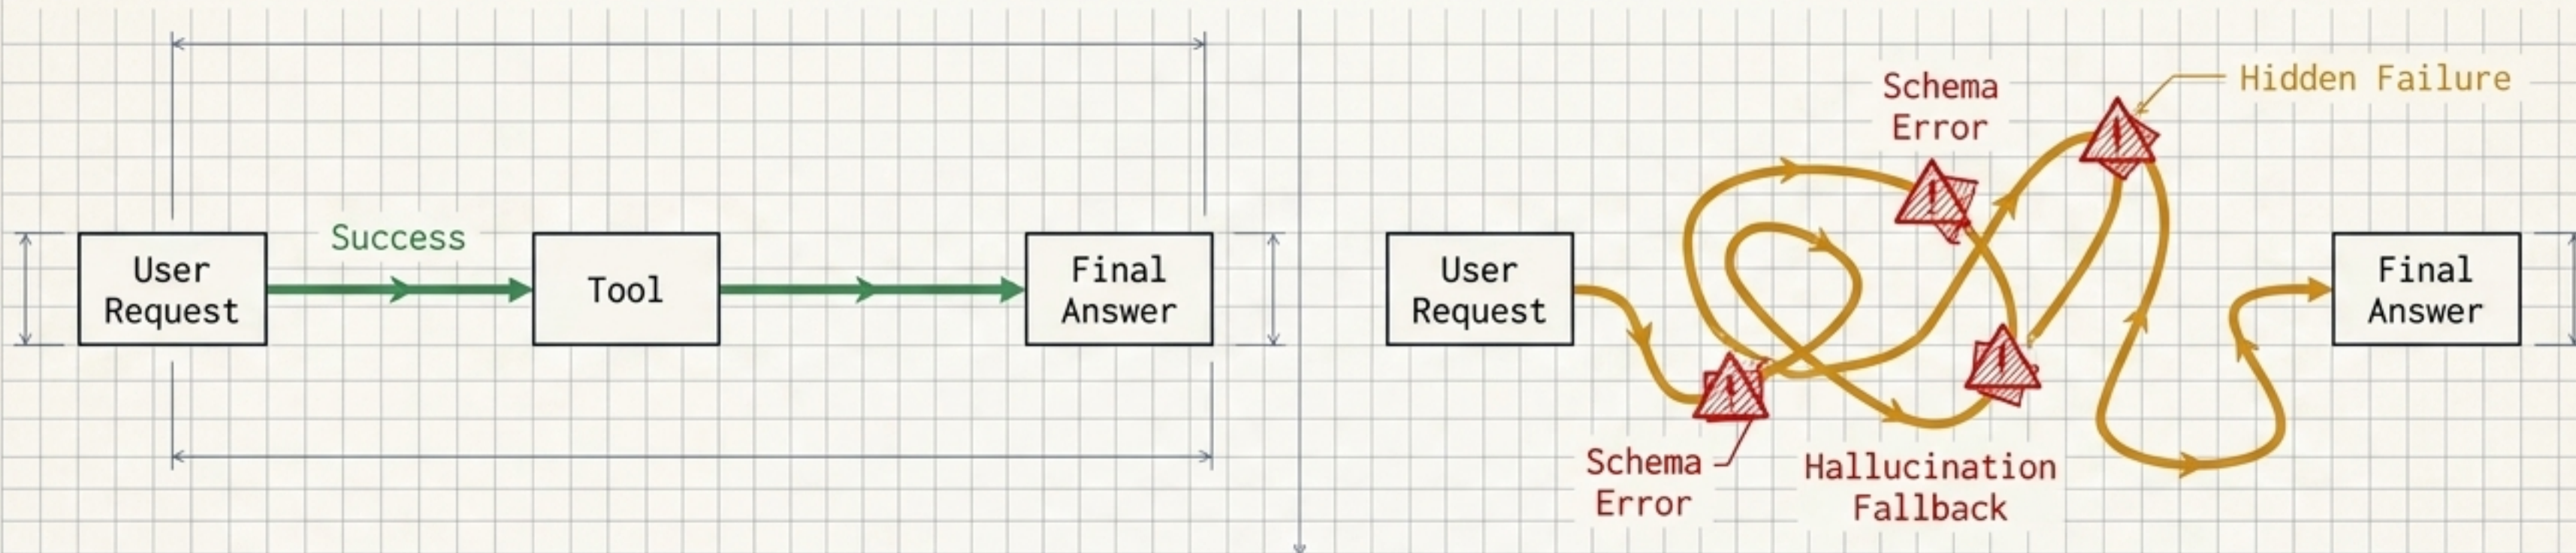 User
Request
Success
Tool
Final
Answer
User
Request
Schema
Error
Schema
Error
Hallucination
Fallback
Hidden Failure
Final
Answer